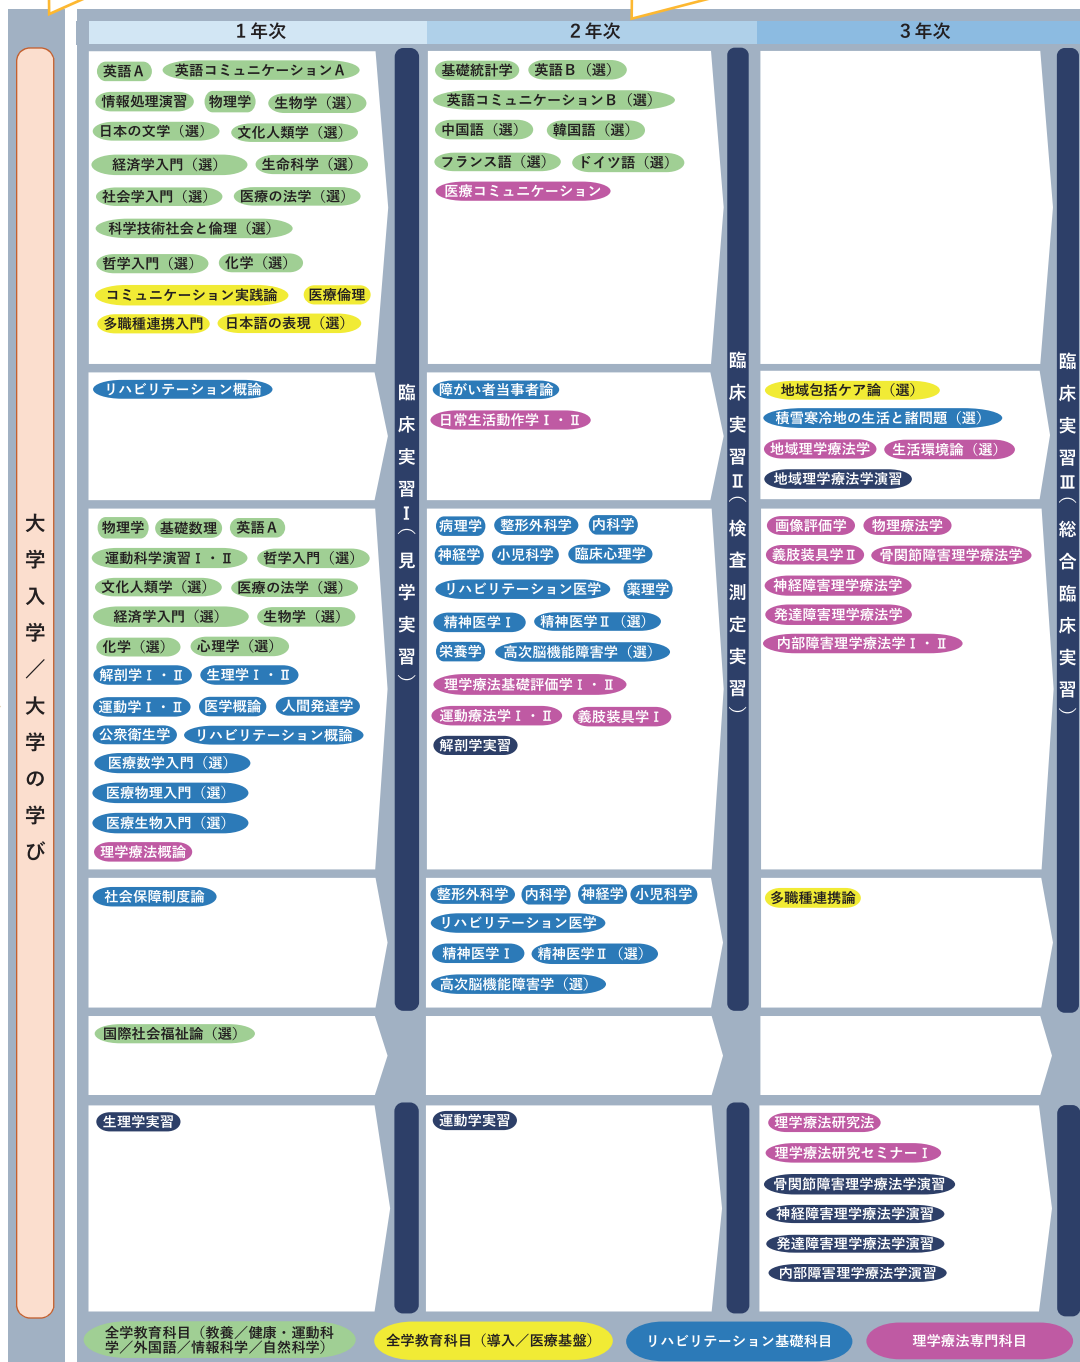 1年次
2年次
3年次
大学入学／大学の学び
英語A 英語コミュニケーションA
情報処理演習 物理学 生物学（選）
日本の文学（選） 文化人類学（選）
経済学入門（選） 生命科学（選）
社会学入門（選） 医療の法学（選）
科学技術社会と倫理（選）
哲学入門（選） 化学（選）
コミュニケーション実践論 医療倫理
多職種連携入門 日本語の表現（選）
臨床実習Ⅰ（見学実習）
基礎統計学 英語B（選）
英語コミュニケーションB（選）
中国語（選） 韓国語（選）
フランス語（選） ドイツ語（選）
医療コミュニケーション
臨床実習Ⅱ（検査測定実習）
臨床実習Ⅲ（総合臨床実習）
リハビリテーション概論
障がい者当事者論
日常生活動作学Ⅰ・Ⅱ
地域包括ケア論（選）
積雪寒冷地の生活と諸問題（選）
地域理学療法学 生活環境論（選）
地域理学療法学演習
物理学 基礎数理 英語A
運動科学演習Ⅰ・Ⅱ 哲学入門（選）
文化人類学（選） 医療の法学（選）
経済学入門（選） 生物学（選）
化学（選） 心理学（選）
解剖学Ⅰ・Ⅱ 生理学Ⅰ・Ⅱ
運動学Ⅰ・Ⅱ 医学概論 人間発達学
公衆衛生学 リハビリテーション概論
医療数学入門（選）
医療物理入門（選）
医療生物入門（選）
理学療法概論
病理学 整形外科学 内科学
神経学 小児科学 臨床心理学
リハビリテーション医学 薬理学
精神医学Ⅰ 精神医学Ⅱ（選）
栄養学 高次脳機能障害学（選）
理学療法基礎評価学Ⅰ・Ⅱ
運動療法学Ⅰ・Ⅱ 義肢装具学Ⅰ
解剖学実習
画像評価学 物理療法学
義肢装具学Ⅱ 骨関節障害理学療法学
神経障害理学療法学
発達障害理学療法学
内部障害理学療法学Ⅰ・Ⅱ
社会保障制度論
整形外科学 内科学 神経学 小児科学
リハビリテーション医学
精神医学Ⅰ 精神医学Ⅱ（選）
高次脳機能障害学（選）
多職種連携論
国際社会福祉論（選）
生理学実習
運動学実習
理学療法研究法
理学療法研究セミナーⅠ
骨関節障害理学療法学演習
神経障害理学療法学演習
発達障害理学療法学演習
内部障害理学療法学演習
全学教育科目（教養／健康・運動科
学／外国語／情報科学／自然科学）
全学教育科目（導入／医療基盤）
リハビリテーション基礎科目
理学療法専門科目